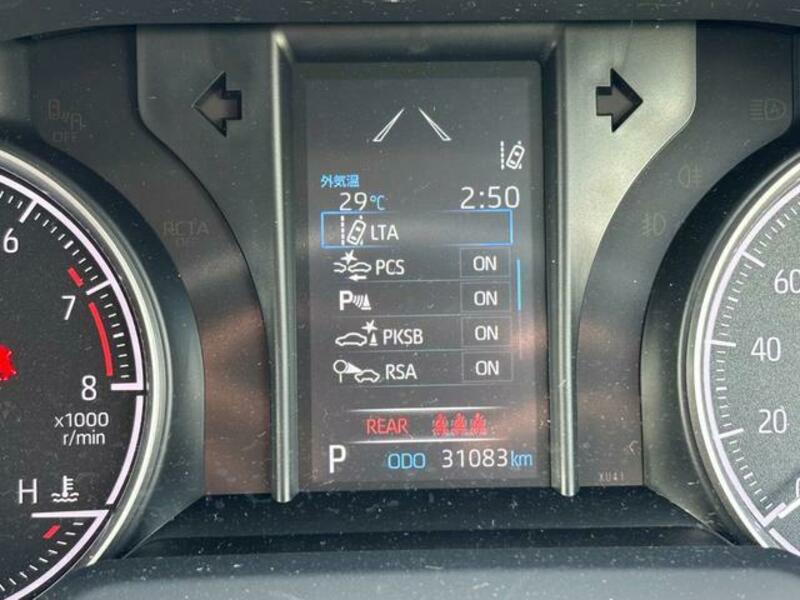 OFF
RCTA
OFF
外気温
29℃ 2:50
LTA
PCS ON
P ON
PKSB ON
RSA ON
REAR
P ODO 31083km
6
7
8
x1000
r/min
H
60
40
20
XU41